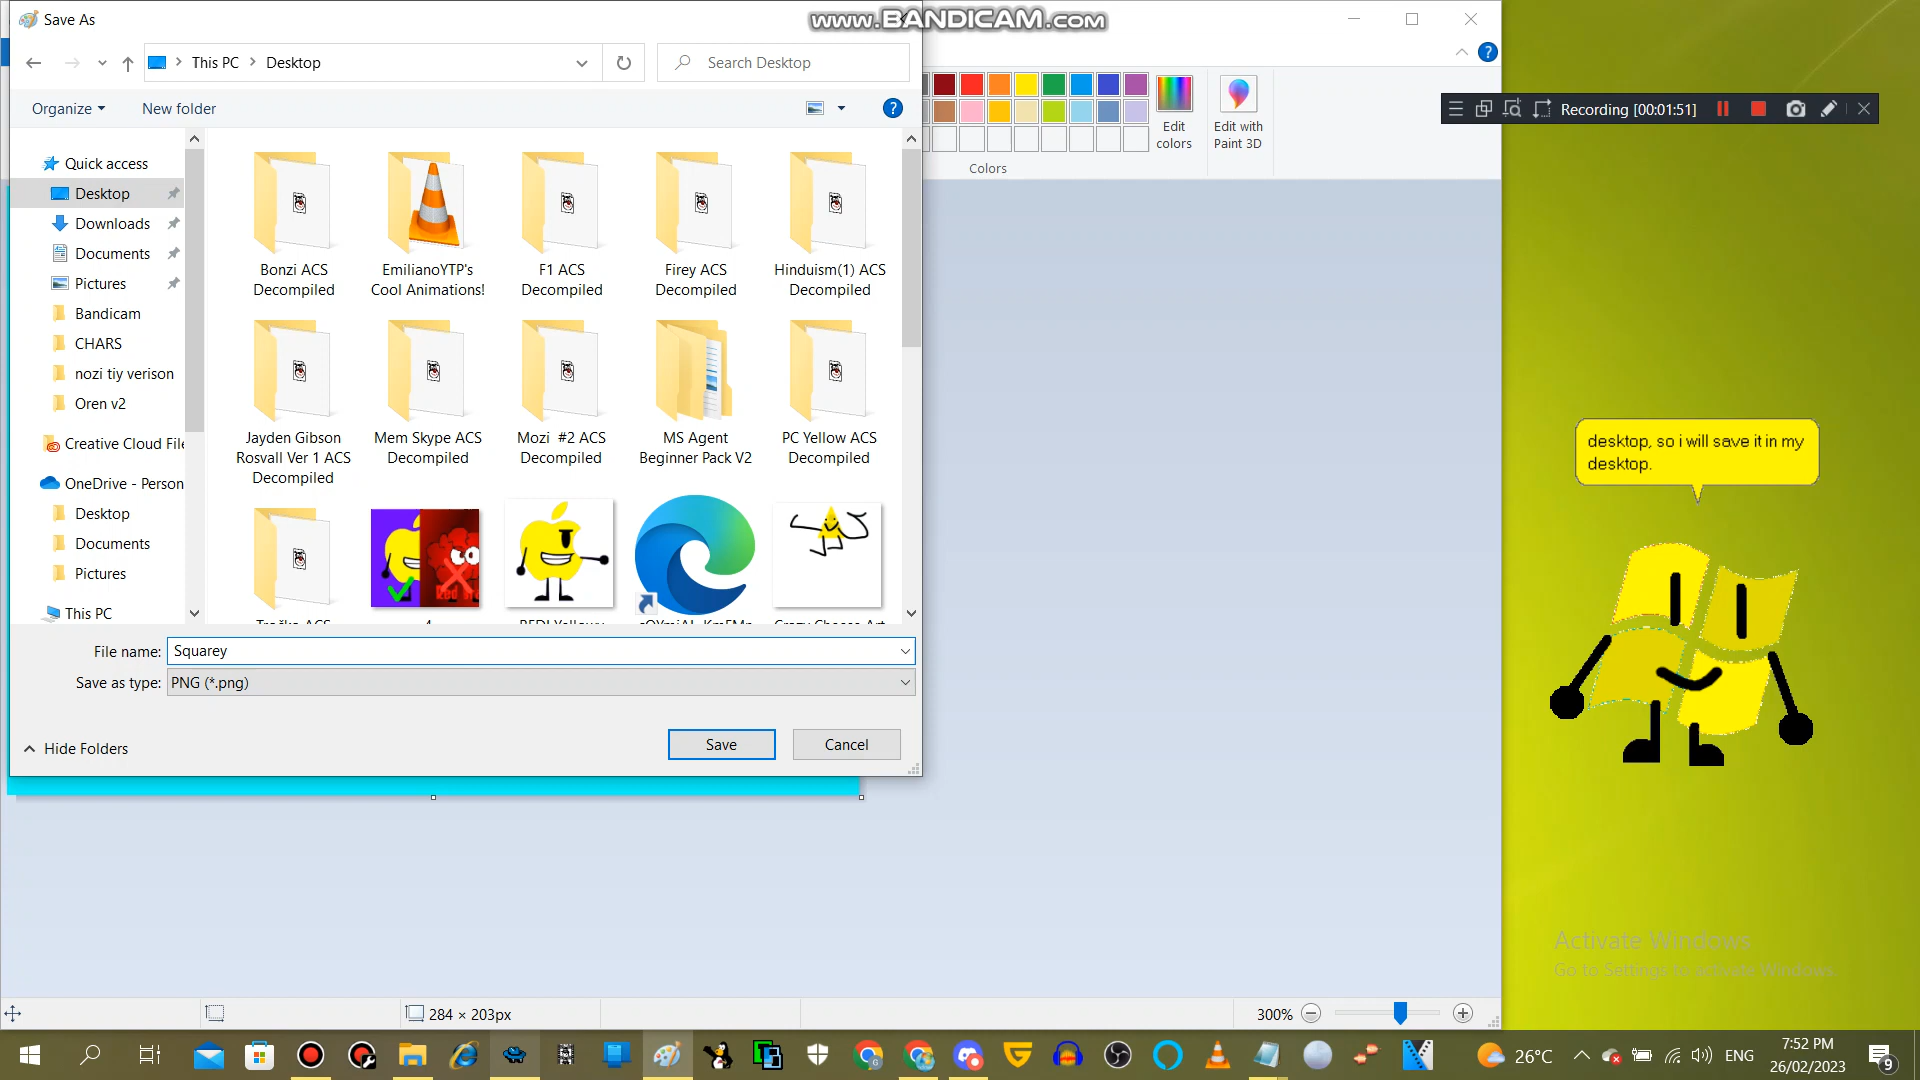 Save As
www.BANDICAM.com
This PC
Desktop
Search Desktop
Organize
New folder
Edit colors
Edit with Paint 3D
Colors
Recording [00:01:51]
Quick access
Desktop
Downloads
Documents
Pictures
Bandicam
CHARS
nozi tiy verison
Oren v2
Creative Cloud File
OneDrive - Person
Desktop
Documents
Pictures
This PC
Bonzi ACS
Decompiled
EmilianoYTP's
Cool Animations!
F1 ACS
Decompiled
Firey ACS
Decompiled
Hinduism(1) ACS
Decompiled
Jayden Gibson
Rosvall Ver 1 ACS
Decompiled
Mem Skype ACS
Decompiled
Mozi #2 ACS
Decompiled
MS Agent
Beginner Pack V2
PC Yellow ACS
Decompiled
File name: Squarey
Save as type: PNG (*.png)
Hide Folders
Save
Cancel
desktop, so i will save it in my
desktop.
Activate Windows
Go to Settings to activate Windows.
284 × 203px
300%
26°C
ENG
7:52 PM
26/02/2023
9